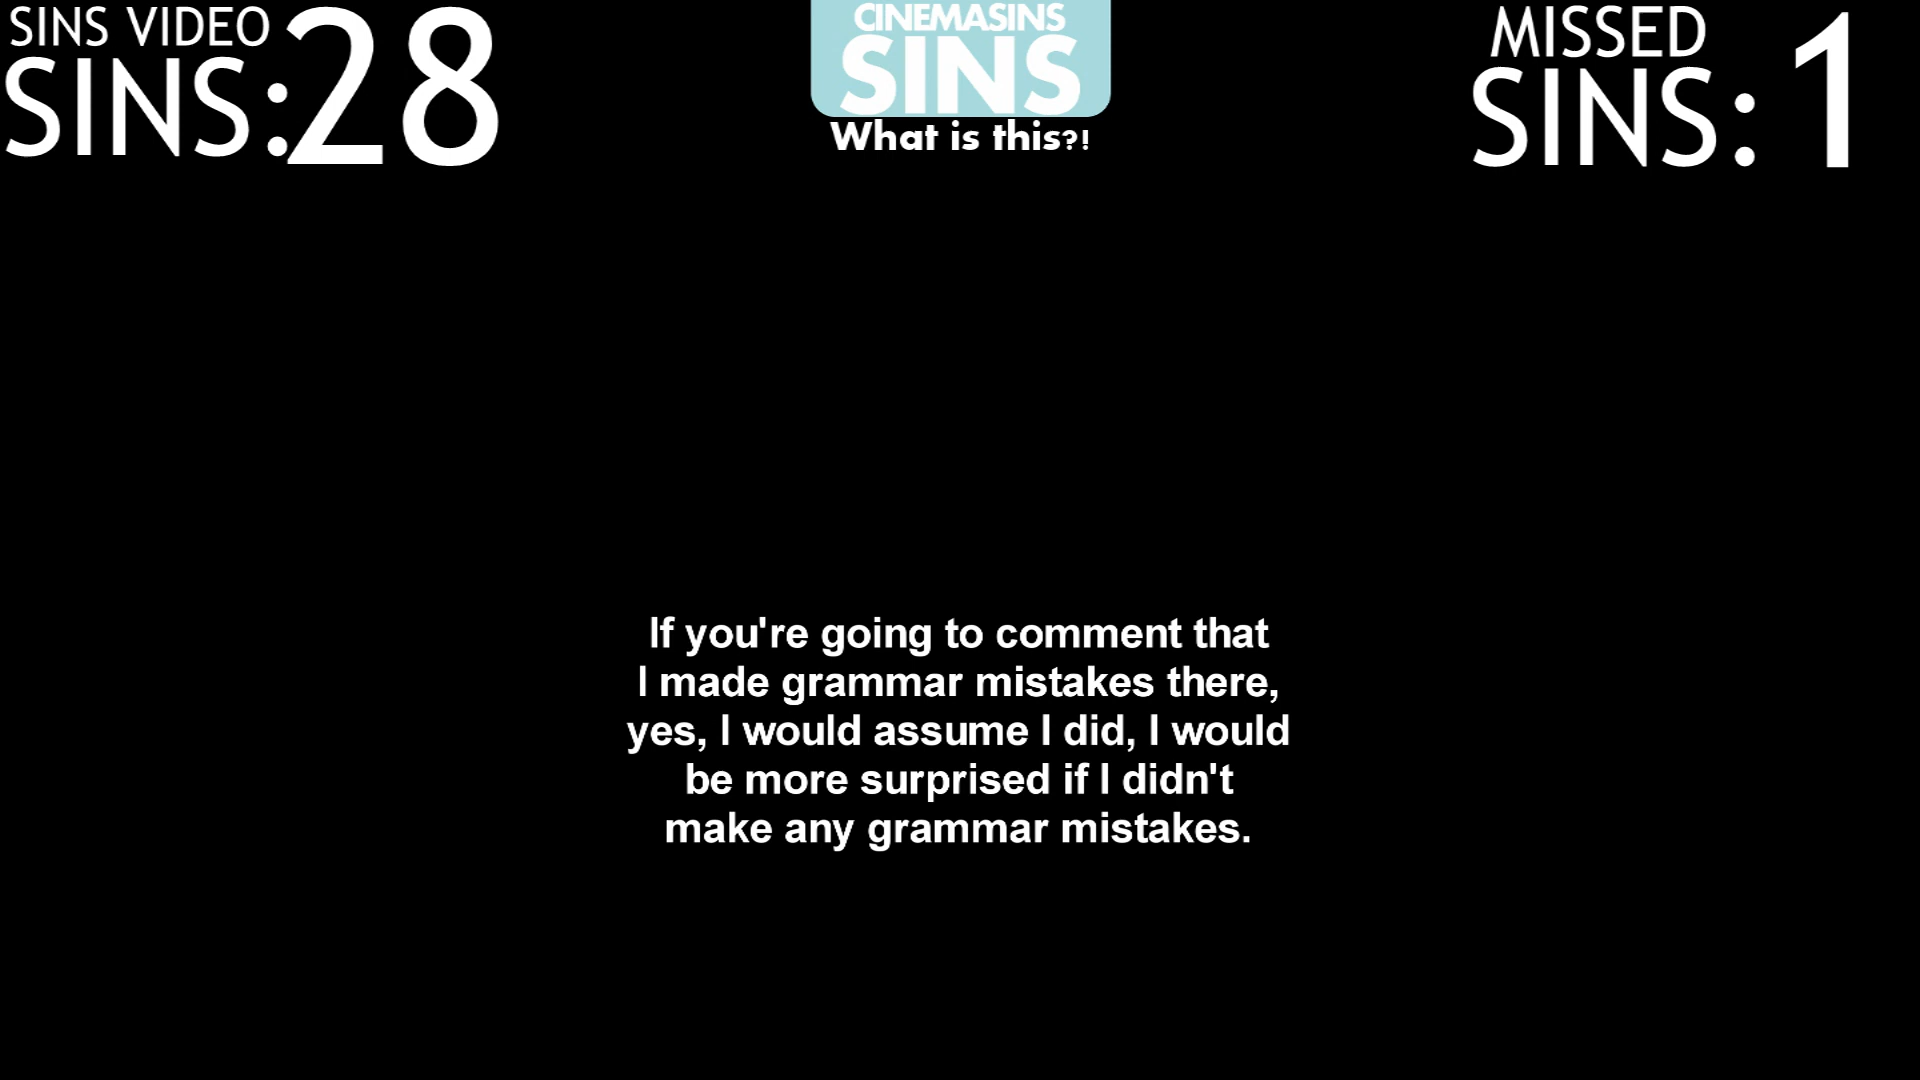 SINS VIDEO
SINS:28
CINEMASINS
SINS
What is this?!
MISSED
SINS: 1
If you're going to comment that
I made grammar mistakes there,
yes, I would assume I did, I would
be more surprised if I didn't
make any grammar mistakes.